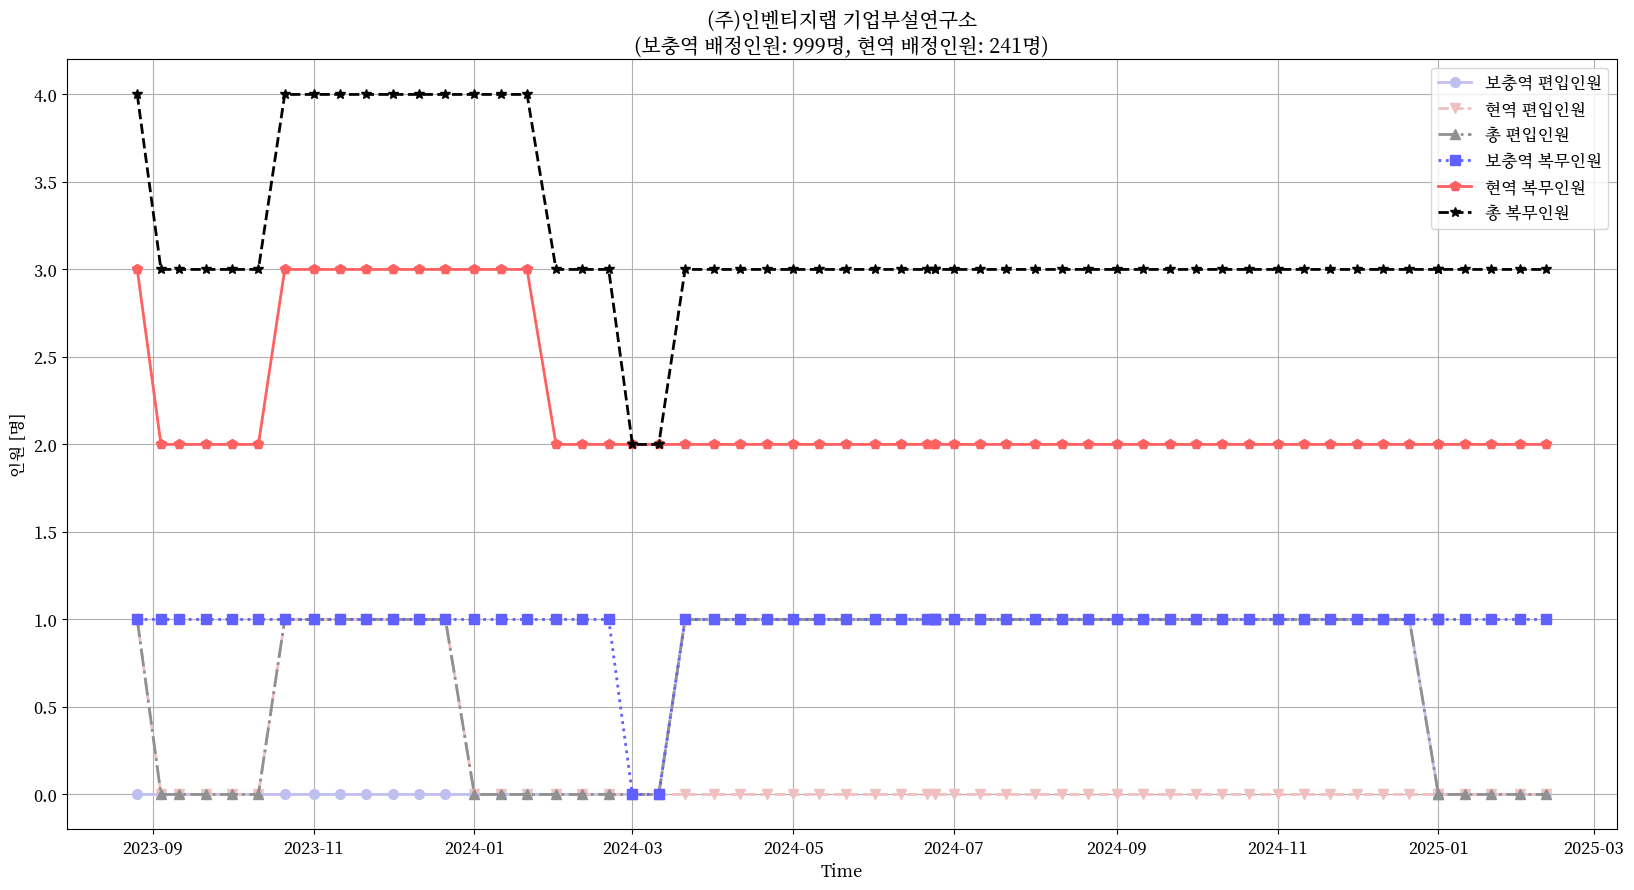 (주)인벤티지랩 기업부설연구소
(보충역 배정인원: 999명, 현역 배정인원: 241명)
보충역 편입인원
현역 편입인원
총 편입인원
보충역 복무인원
현역 복무인원
총 복무인원
4.0
3.5
3.0
2.5
2.0
1.5
1.0
0.5
0.0
인원 [명]
2023-09
2023-11
2024-01
2024-03
2024-05
2024-07
2024-09
2024-11
2025-01
2025-03
Time